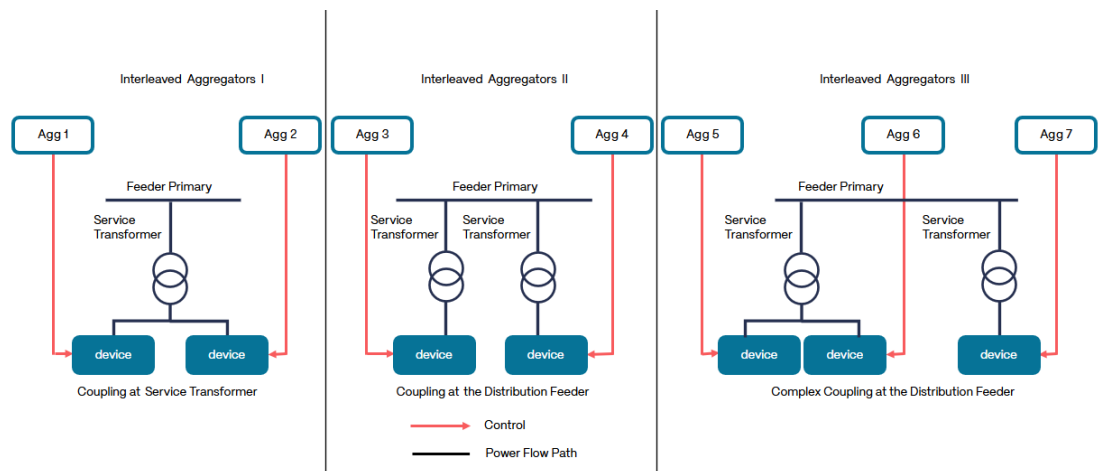 Interleaved Aggregators I
Interleaved Aggregators II
Interleaved Aggregators III
Agg 1
Agg 2
Agg 3
Agg 4
Agg 5
Agg 6
Agg 7
Feeder Primary
Feeder Primary
Feeder Primary
Service
Transformer
Service
Transformer
Service
Transformer
Service
Transformer
Service
Transformer
device
device
device
device
device
device
device
Coupling at Service Transformer
Coupling at the Distribution Feeder
Complex Coupling at the Distribution Feeder
Control
Power Flow Path